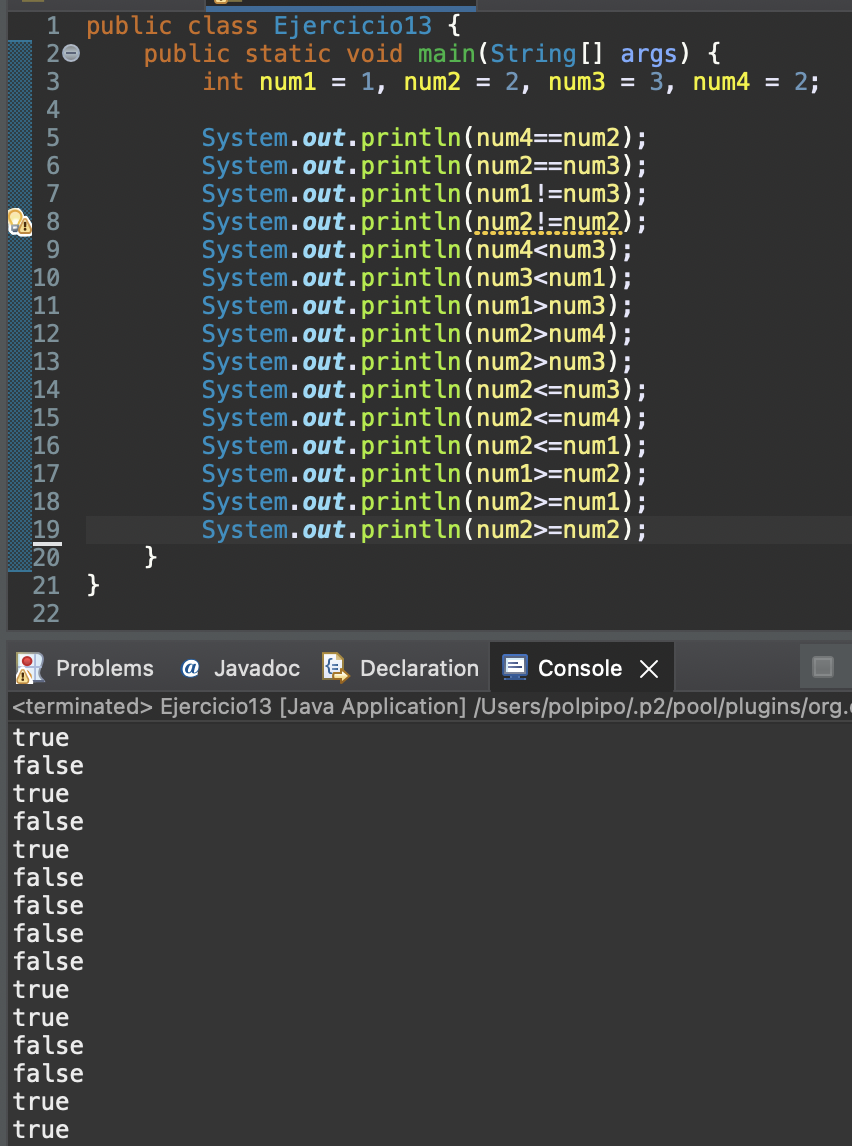 1 public class Ejercicio13 {
2 public static void main(String[] args) {
3 int num1 = 1, num2 = 2, num3 = 3, num4 = 2;
4
5 System.out.println(num4==num2);
6 System.out.println(num2==num3);
7 System.out.println(num1!=num3);
8 System.out.println(num2!=num2);
9 System.out.println(num4<num3);
10 System.out.println(num3<num1);
11 System.out.println(num1>num3);
12 System.out.println(num2>num4);
13 System.out.println(num2>num3);
14 System.out.println(num2<=num3);
15 System.out.println(num2<=num4);
16 System.out.println(num2<=num1);
17 System.out.println(num1>=num2);
18 System.out.println(num2>=num1);
19 System.out.println(num2>=num2);
20 }
21 }
22
Problems @ Javadoc Declaration Console
<terminated> Ejercicio13 [Java Application] /Users/polpipo/.p2/pool/plugins/org.
true
false
true
false
true
false
false
false
false
true
true
false
false
true
true